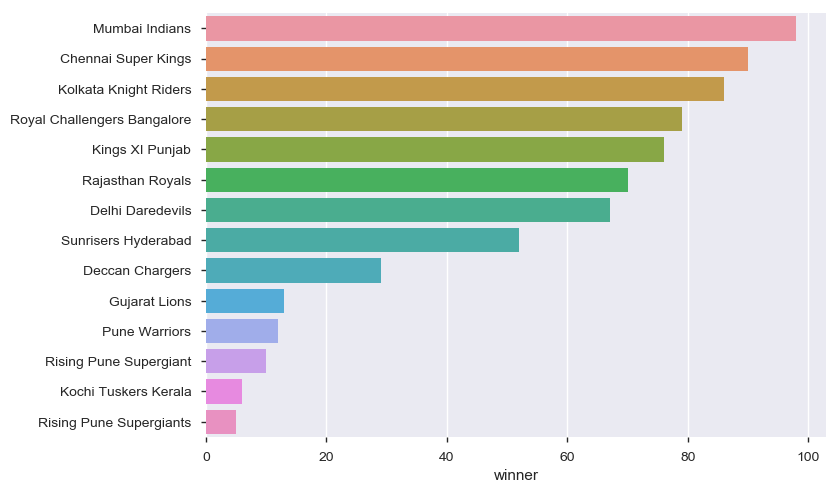 Mumbai Indians
Chennai Super Kings
Kolkata Knight Riders
Royal Challengers Bangalore
Kings XI Punjab
Rajasthan Royals
Delhi Daredevils
Sunrisers Hyderabad
Deccan Chargers
Gujarat Lions
Pune Warriors
Rising Pune Supergiant
Kochi Tuskers Kerala
Rising Pune Supergiants
0 20 40 60 80 100
winner